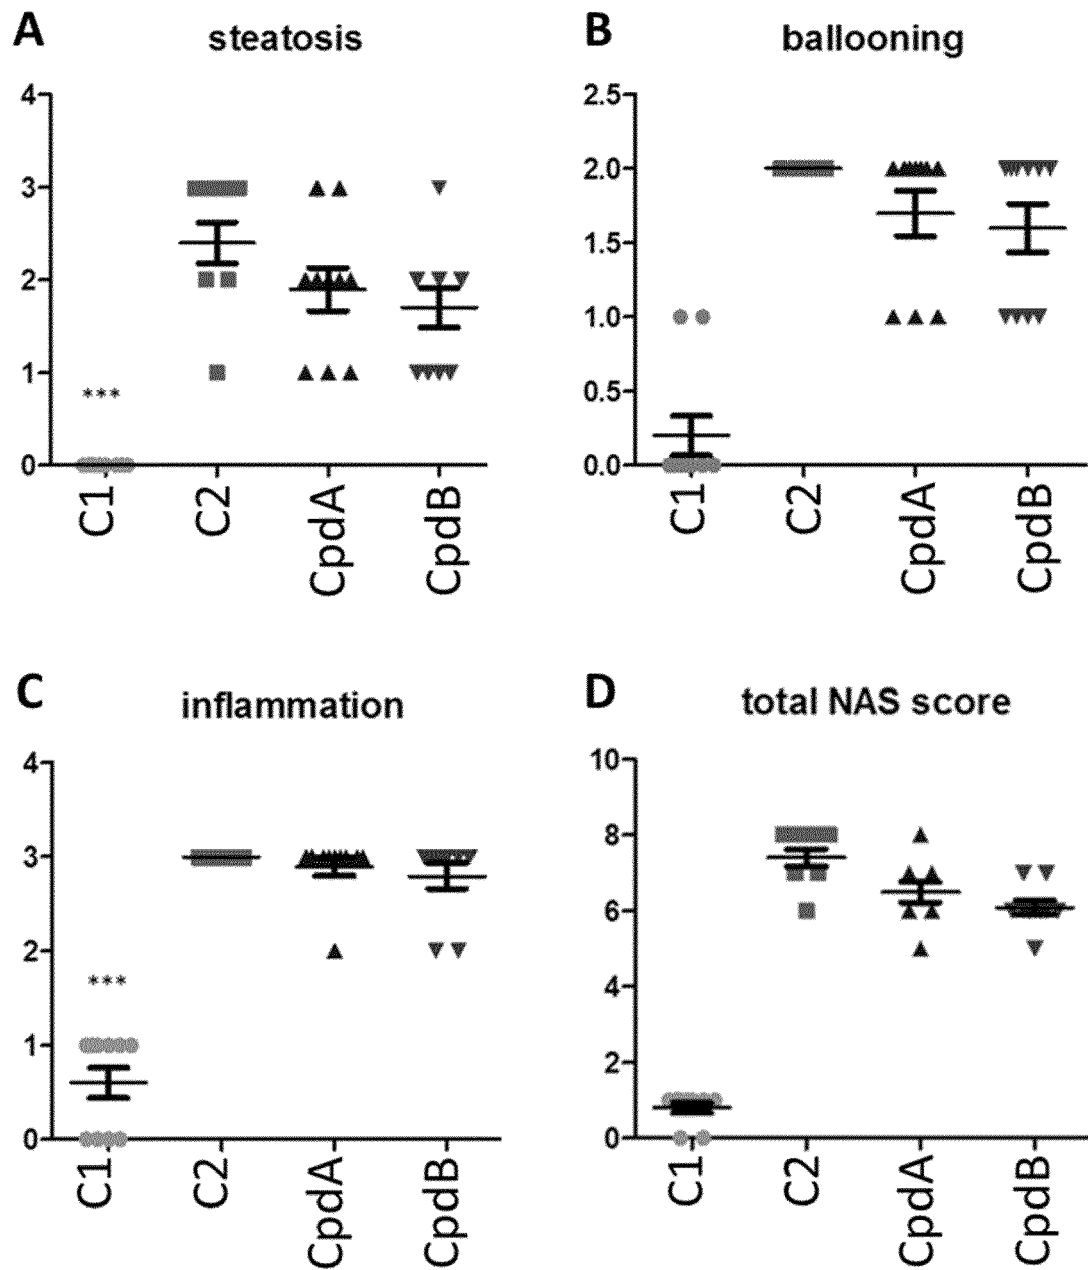 A
steatosis
4
3
2
1
0
***
C1
C2
CpdA
CpdB
B
ballooning
2.5
2.0
1.5
1.0
0.5
0.0
C1
C2
CpdA
CpdB
C
inflammation
4
3
2
1
0
***
C1
C2
CpdA
CpdB
D
total NAS score
10
8
6
4
2
0
C1
C2
CpdA
CpdB